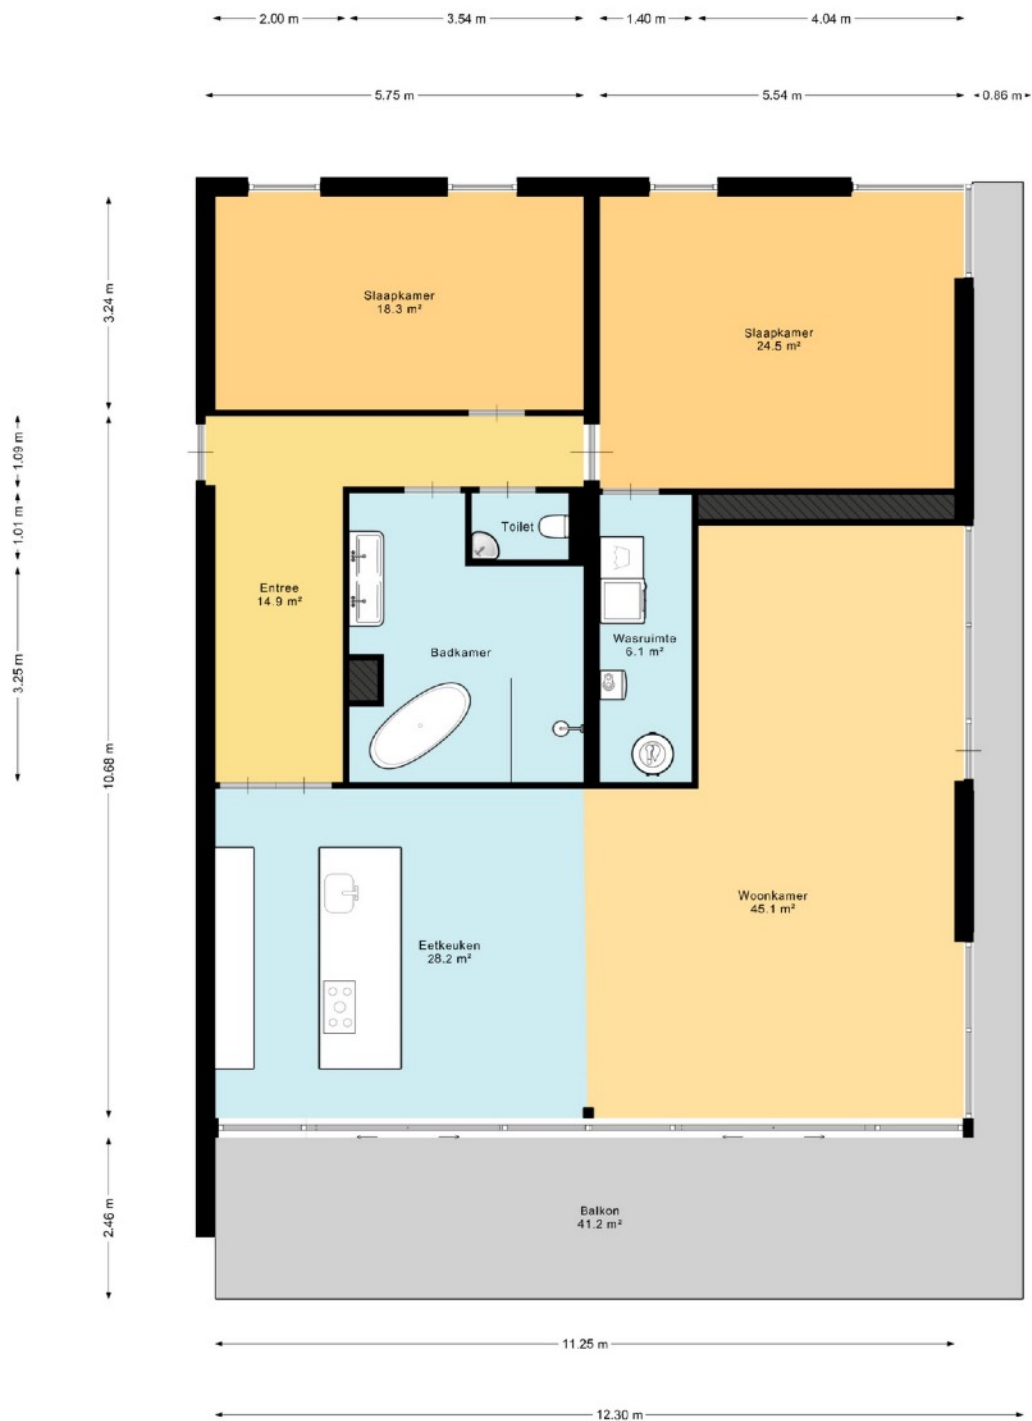 2.00 m
3.54 m
1.40 m
4.04 m
5.75 m
5.54 m
0.86 m
3.24 m
Slaapkamer
18.3 m²
Slaapkamer
24.5 m²
1.09 m
1.01 m
Toilet
3.25 m
Entree
14.9 m²
Badkamer
Wasruimte
6.1 m²
10.68 m
Woonkamer
45.1 m²
Eetkeuken
28.2 m²
2.46 m
Balkon
41.2 m²
11.25 m
12.30 m